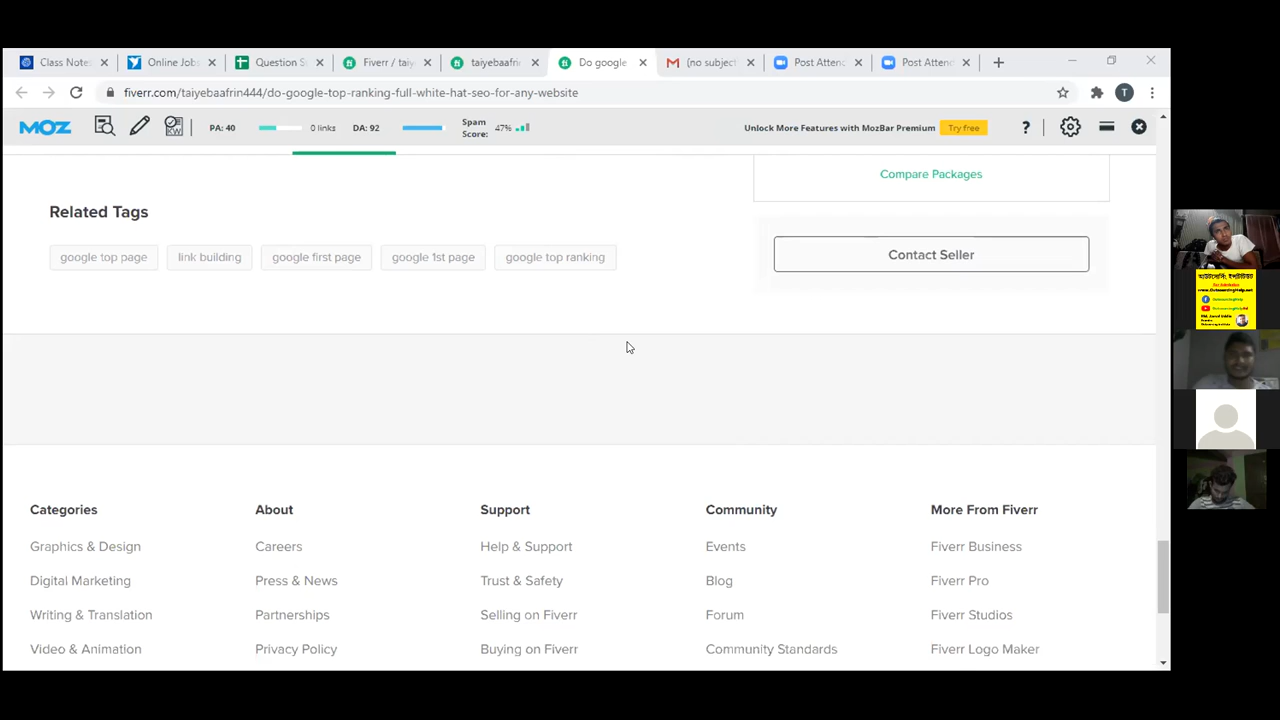 Class Note
Online Job
Question S
Fiverr / taiy
taiyebaafri
Do google
(no subject
Post Attend
Post Attend
fiverr.com/taiyebaafrin444/do-google-top-ranking-full-white-hat-seo-for-any-website
T
MOZ
PA: 40
0 links
DA: 92
Spam
Score:
47%
Unlock More Features with MozBar Premium
Try free
?
Compare Packages
Related Tags
google top page
link building
google first page
google 1st page
google top ranking
Contact Seller
Categories
About
Support
Community
More From Fiverr
Graphics & Design
Careers
Help & Support
Events
Fiverr Business
Digital Marketing
Press & News
Trust & Safety
Blog
Fiverr Pro
Writing & Translation
Partnerships
Selling on Fiverr
Forum
Fiverr Studios
Video & Animation
Privacy Policy
Buying on Fiverr
Community Standards
Fiverr Logo Maker